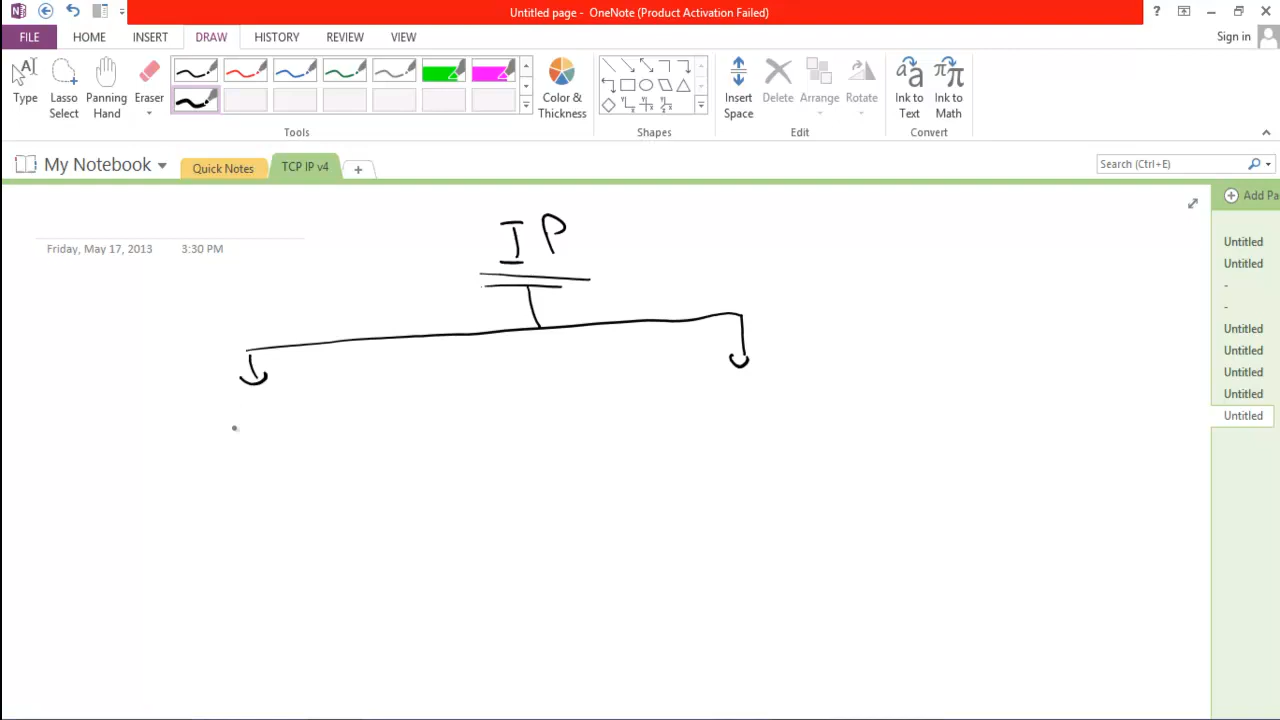 Untitled page - OneNote (Product Activation Failed)
?
FILE HOME INSERT DRAW HISTORY REVIEW VIEW
Sign in
Type
Lasso Select
Panning Hand
Eraser
Color & Thickness
Insert Space
Delete
Arrange
Rotate
Ink to Text
Ink to Math
Tools
Shapes
Edit
Convert
My Notebook
Quick Notes
TCP IP v4
+
Search (Ctrl+E)
Add Pa
Friday, May 17, 2013 3:30 PM
IP
Untitled
Untitled
-
-
Untitled
Untitled
Untitled
Untitled
Untitled